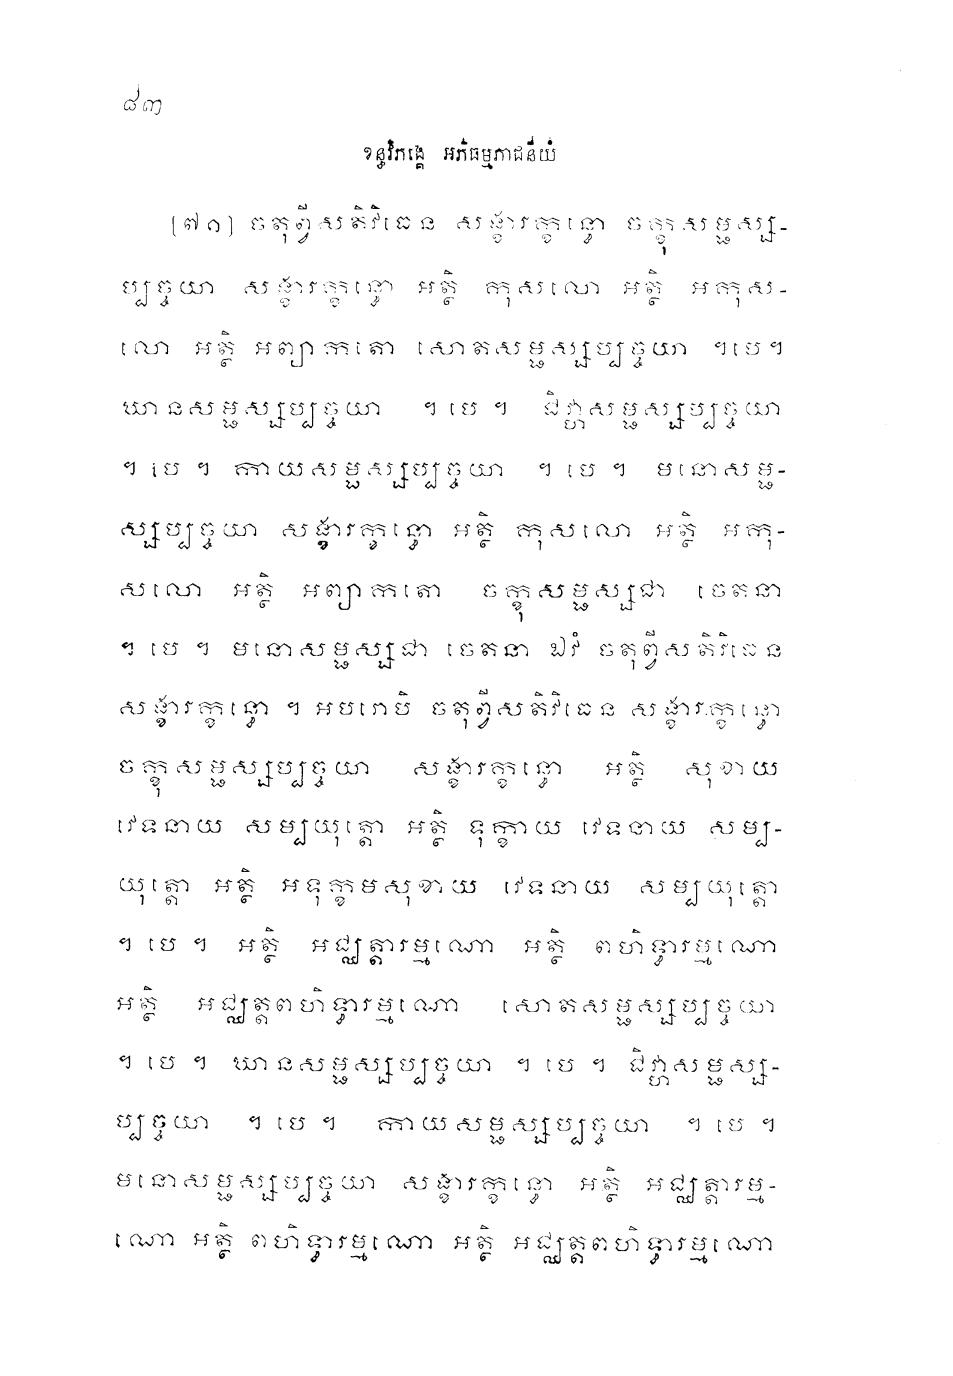 ៨៣
ខន្ធវិភង្គេ អភិធម្មភាជនីយំ
(៧១) ចតុព្វីសតិវិធេន សង្ខារក្ខន្ធោ ចក្ខុសម្ផស្ស-
ប្បច្ចយា សង្ខារក្ខន្ធោ អត្ថិ កុសលោ អត្ថិ អកុស-
លោ អត្ថិ អព្យាកតោ សោតសម្ផស្សប្បច្ចយា ។បេ។
ឃានសម្ផស្សប្បច្ចយា ។ បេ ។ ជិវ្ហាសម្ផស្សប្បច្ចយា
។ បេ ។ កាយសម្ផស្សប្បច្ចយា ។ បេ ។ មនោសម្ផ-
ស្សប្បច្ចយា សង្ខារក្ខន្ធោ អត្ថិ កុសលោ អត្ថិ អកុ-
សលោ អត្ថិ អព្យាកតោ ចក្ខុសម្ផស្សជា ចេតនា
។ បេ ។ មនោសម្ផស្សជា ចេតនា ឯវំ ចតុព្វីសតិវិធេន
សង្ខារក្ខន្ធោ ។ អបរោបិ ចតុព្វីសតិវិធេន សង្ខារក្ខន្ធោ
ចក្ខុសម្ផស្សប្បច្ចយា សង្ខារក្ខន្ធោ អត្ថិ សុខាយ
វេទនាយ សម្បយុត្តោ អត្ថិ ទុក្ខាយ វេទនាយ សម្ប-
យុត្តោ អត្ថិ អទុក្ខមសុខាយ វេទនាយ សម្បយុត្តោ
។ បេ ។ អត្ថិ អជ្ឈត្តារម្មណោ អត្ថិ ពហិទ្ធារម្មណោ
អត្ថិ អជ្ឈត្តពហិទ្ធារម្មណោ សោតសម្ផស្សប្បច្ចយា
។ បេ ។ ឃានសម្ផស្សប្បច្ចយា ។ បេ ។ ជិវ្ហាសម្ផស្ស-
ប្បច្ចយា ។ បេ ។ កាយសម្ផស្សប្បច្ចយា ។ បេ ។
មនោសម្ផស្សប្បច្ចយា សង្ខារក្ខន្ធោ អត្ថិ អជ្ឈត្តារម្ម-
ណោ អត្ថិ ពហិទ្ធារម្មណោ អត្ថិ អជ្ឈត្តពហិទ្ធារម្មណោ